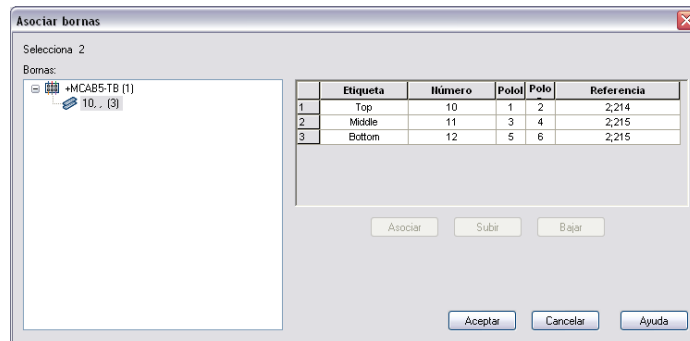 Asociar bornas
Selecciona 2
Bornas:
+MCAB5-TB (1)
10, , (3)
Etiqueta Número Polol Polo Referencia
1 Top 10 1 2 2;214
2 Middle 11 3 4 2;215
3 Bottom 12 5 6 2;215
Asociar Subir Bajar
Aceptar Cancelar Ayuda